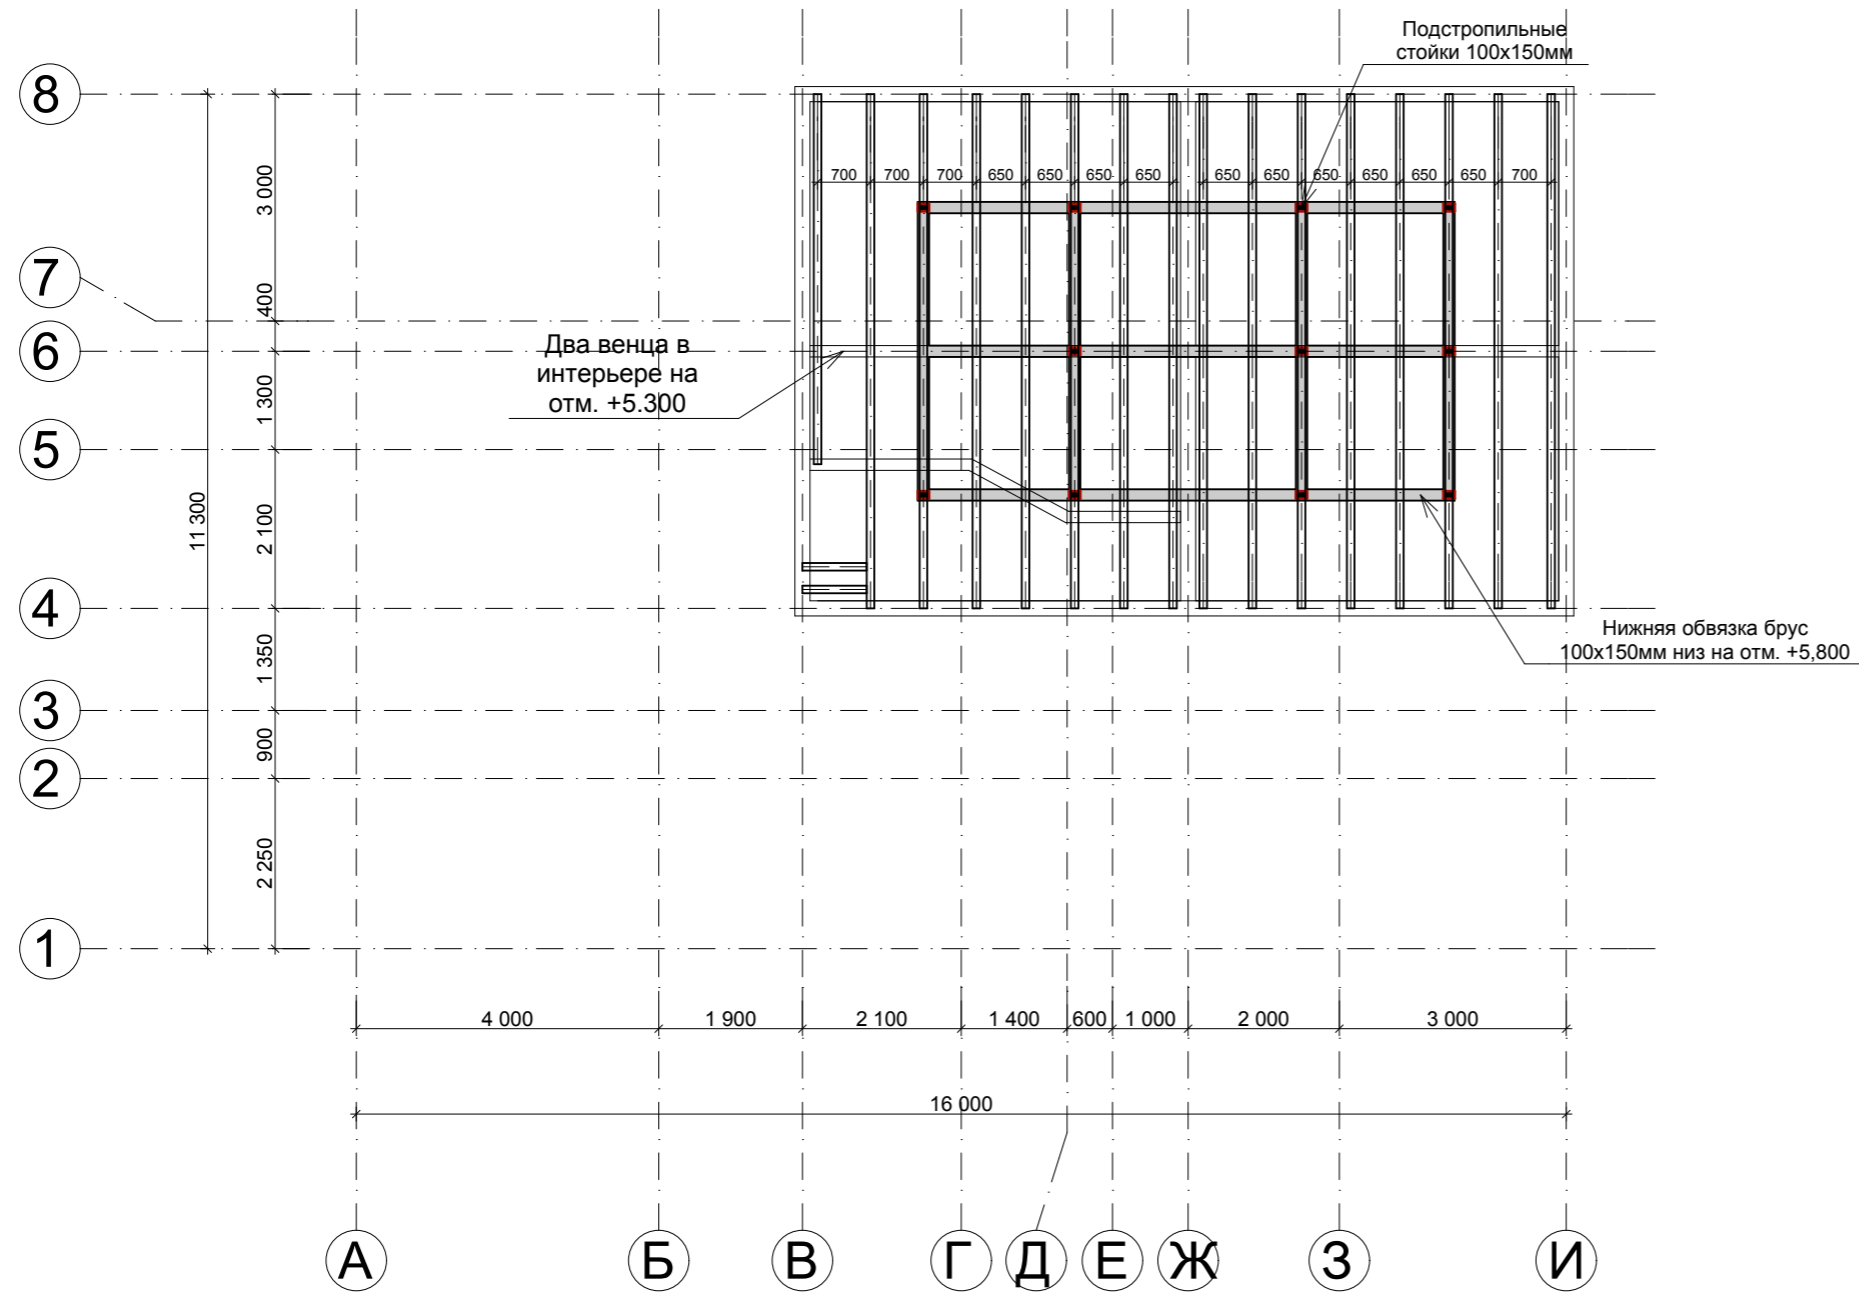 Подстропильные
стойки 100х150мм
8
700 700 700 650 650 650 650 650 650 650 650 650 650 700
3 000
7
400
6
Два венца в
интерьере на
отм. +5.300
1 300
5
11 300
2 100
4
Нижняя обвязка брус
100х150мм низ на отм. +5,800
1 350
3
900
2
2 250
1
4 000 1 900 2 100 1 400 600 1 000 2 000 3 000
16 000
А Б В Г Д Е Ж З И